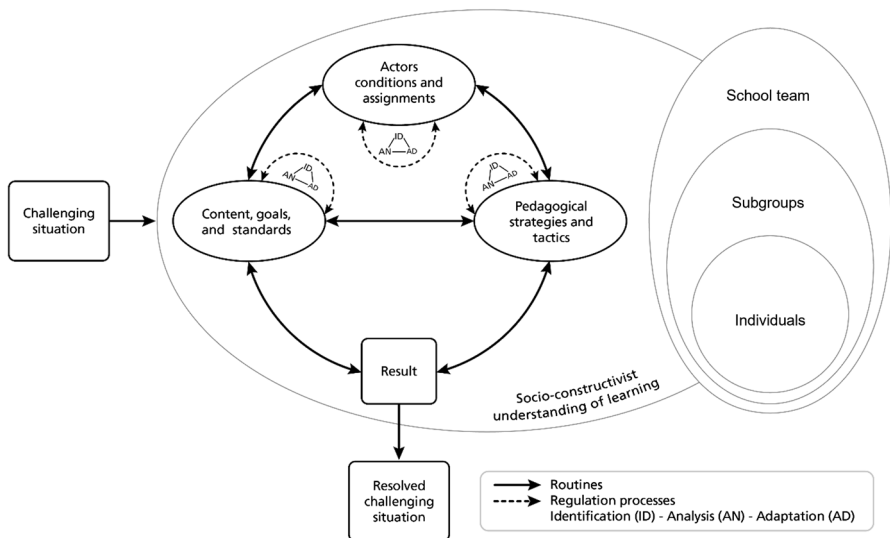 Actors
conditions and
assignments
ID
AN
AD
ID
AN
AD
ID
AN
AD
School team
Challenging
situation
Content, goals,
and standards
Pedagogical
strategies and
tactics
Subgroups
Individuals
Result
Socio-constructivist
understanding of learning
Resolved
challenging
situation
Routines
Regulation processes
Identification (ID) - Analysis (AN) - Adaptation (AD)